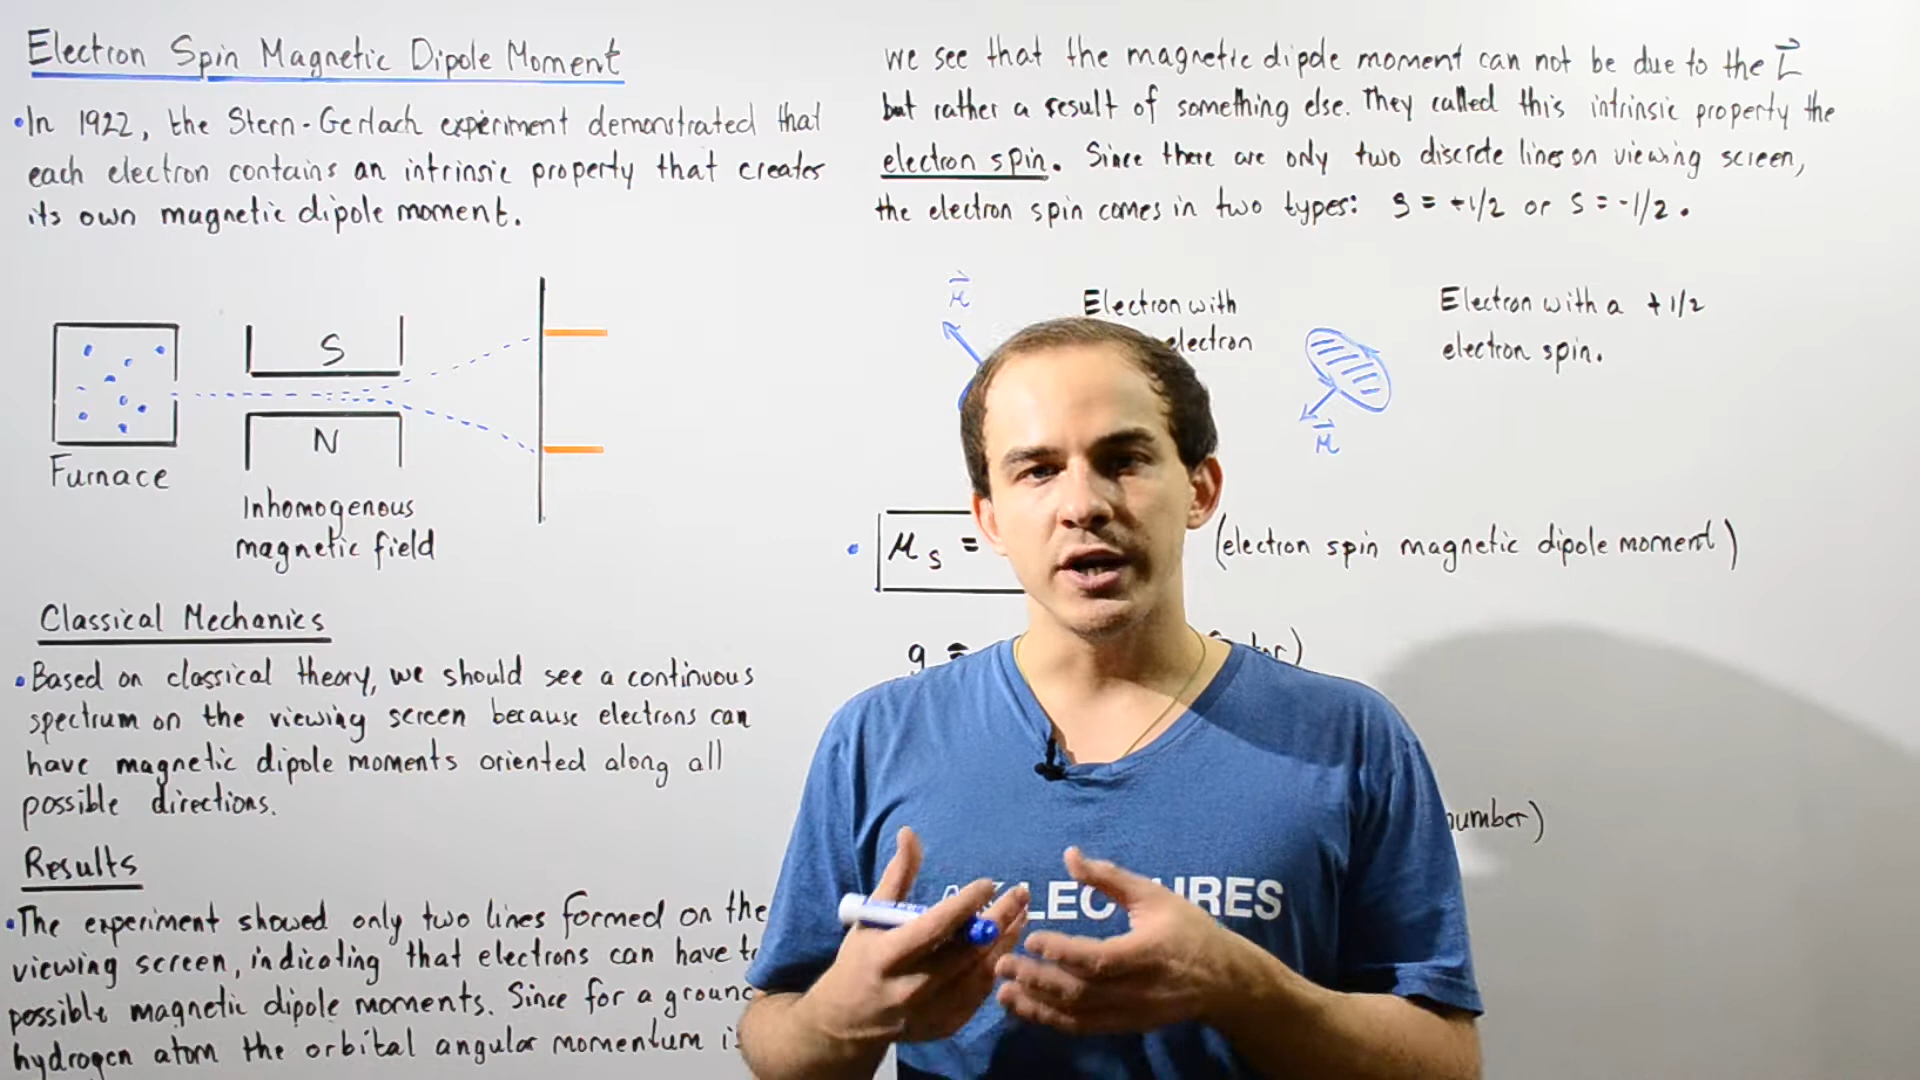 Electron Spin Magnetic Dipole Moment
•In 1922, the Stern-Gerlach experiment demonstrated that
each electron contains an intrinsic property that creates
its own magnetic dipole moment.
S
N
Furnace
Inhomogenous
magnetic field
Classical Mechanics
•Based on classical theory, we should see a continuous
spectrum on the viewing screen because electrons can
have magnetic dipole moments oriented along all
possible directions.
Results
•The experiment showed only two lines formed on the
viewing screen, indicating that electrons can have
possible magnetic dipole moments. Since for a ground
hydrogen atom the orbital angular momentum is
we see that the magnetic dipole moment can not be due to the L⃗
but rather a result of something else. They called this intrinsic property the
electron spin. Since there are only two discrete lines on viewing screen,
the electron spin comes in two types: S = +1/2 or S = -1/2.
μ⃗
Electron with
electron
Electron with a +1/2
electron spin.
μ⃗
• μs =
(electron spin magnetic dipole moment)
g =
number)
LECTURES